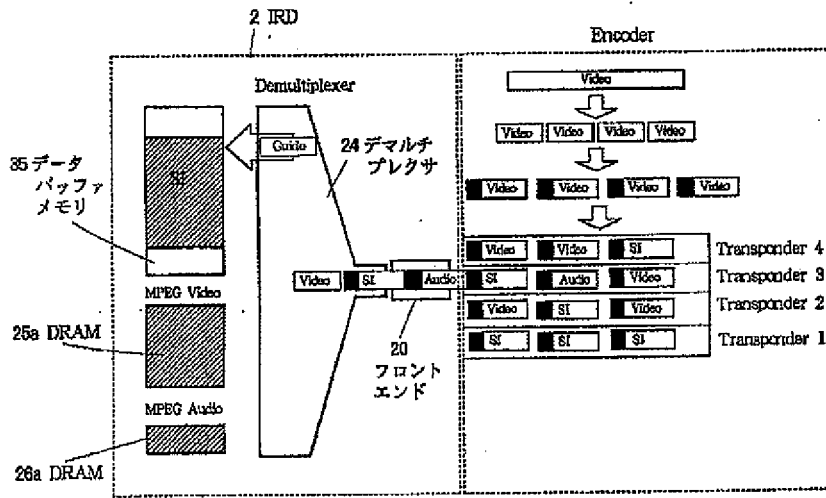 2 IRD
Encoder
Video
Demultiplexer
Video Video Video Video
Guide
24 デマルチ
プレクサ
35 データ
バッファ
メモリ
SI
Video Video Video Video
Video Video SI Transponder 4
Video SI Audio SI Audio Video Transponder 3
Video SI Video Transponder 2
SI SI SI Transponder 1
MPEG Video
25a DRAM
20
フロント
エンド
MPEG Audio
26a DRAM